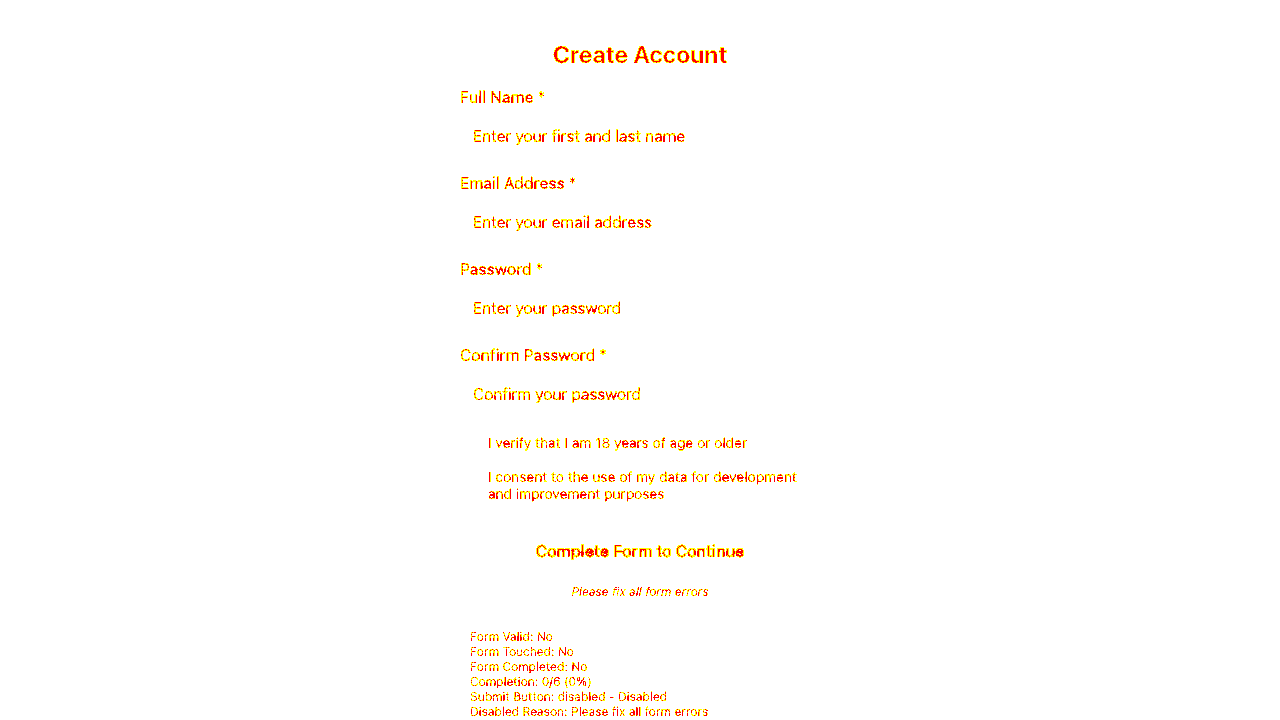 Create Account
Full Name *
Enter your first and last name
Email Address *
Enter your email address
Password *
Enter your password
Confirm Password *
Confirm your password
I verify that I am 18 years of age or older
I consent to the use of my data for development
and improvement purposes
Complete Form to Continue
Please fix all form errors
Form Valid: No
Form Touched: No
Form Completed: No
Completion: 0/6 (0%)
Submit Button: disabled - Disabled
Disabled Reason: Please fix all form errors